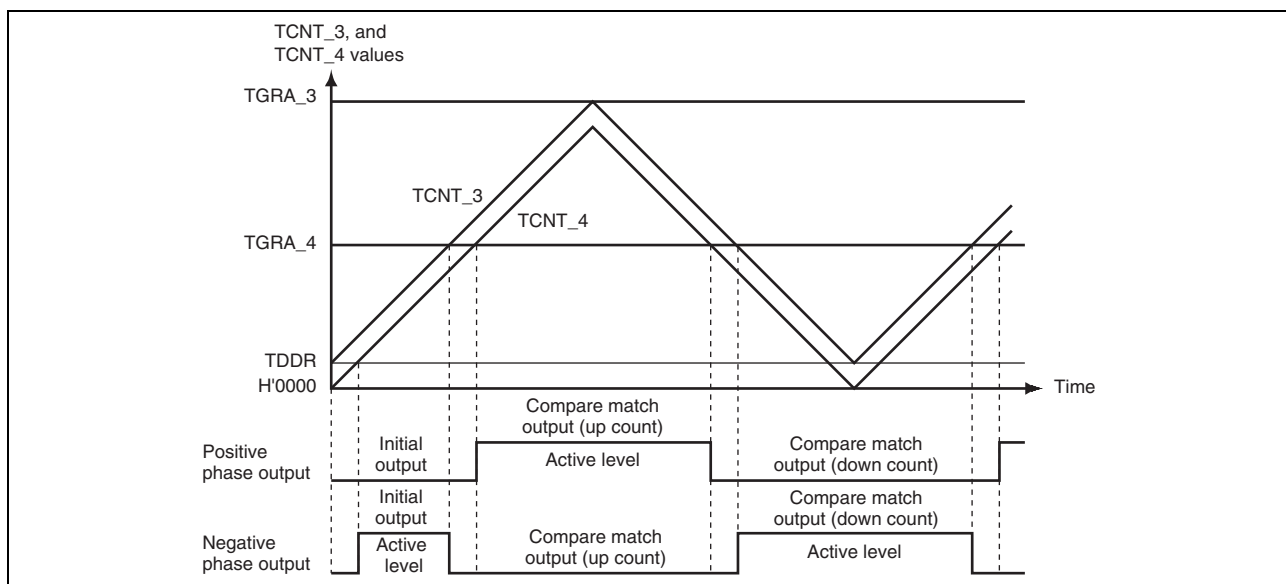 TCNT_3, and
TCNT_4 values
TGRA_3
TCNT_3
TCNT_4
TGRA_4
TDDR
H'0000
Time
Compare match
output (up count)
Positive
phase output
Initial
output
Active level
Compare match
output (down count)
Initial
output
Compare match
output (down count)
Negative
phase output
Active
level
Compare match
output (up count)
Active level